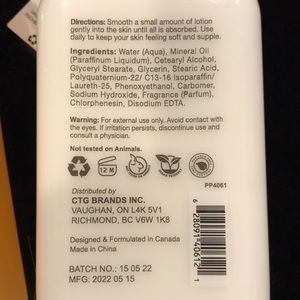 Directions: Smooth a small amount of lotion
gently into the skin until all is absorbed. Use
daily to keep your skin feeling soft and supple.
Ingredients: Water (Aqua), Mineral Oil
(Paraffinum Liquidum), Cetearyl Alcohol,
Glyceryl Stearate, Glycerin, Stearic Acid,
Polyquaternium-22/ C13-16 Isoparaffin/
Laureth-25, Phenoxyethanol, Carbomer,
Sodium Hydroxide, Fragrance (Parfum),
Chlorphenesin, Disodium EDTA.
Warning: For external use only. Avoid contact with
the eyes. If irritation persists, discontinue use and
consult a physician.
Not tested on Animals.
12 M
PP4061
Distributed by
CTG BRANDS INC.
VAUGHAN, ON L4K 5V1
RICHMOND, BC V6W 1K8
Designed & Formulated in Canada
Made in China
BATCH NO.: 15 05 22
MFG: 2022 05 15
6 28091 40612 1